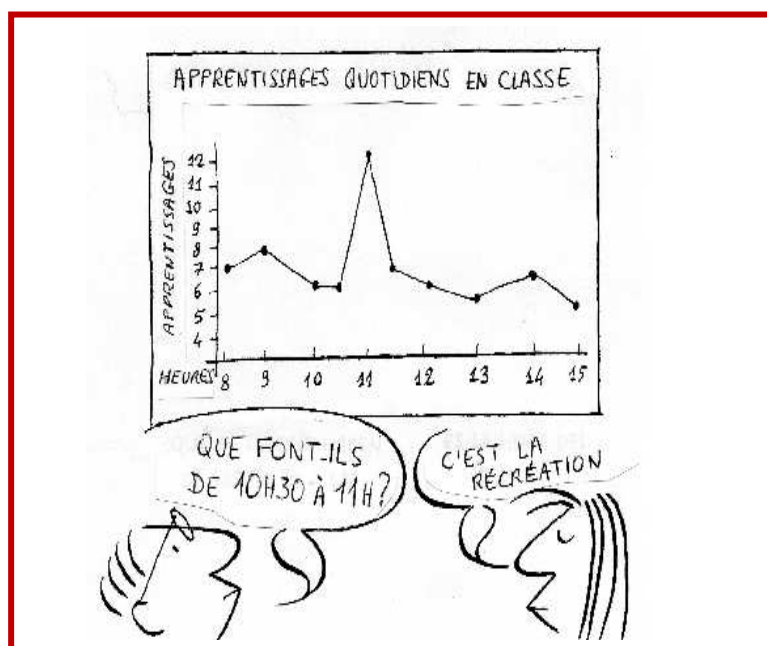 APPRENTISSAGES QUOTIDIENS EN CLASSE
APPRENTISSAGES
12
11
10
9
8
7
6
5
4
HEURES 8 9 10 11 12 13 14 15
QUE FONT-ILS
DE 10H30 À 11H?
C'EST LA
RÉCRÉATION